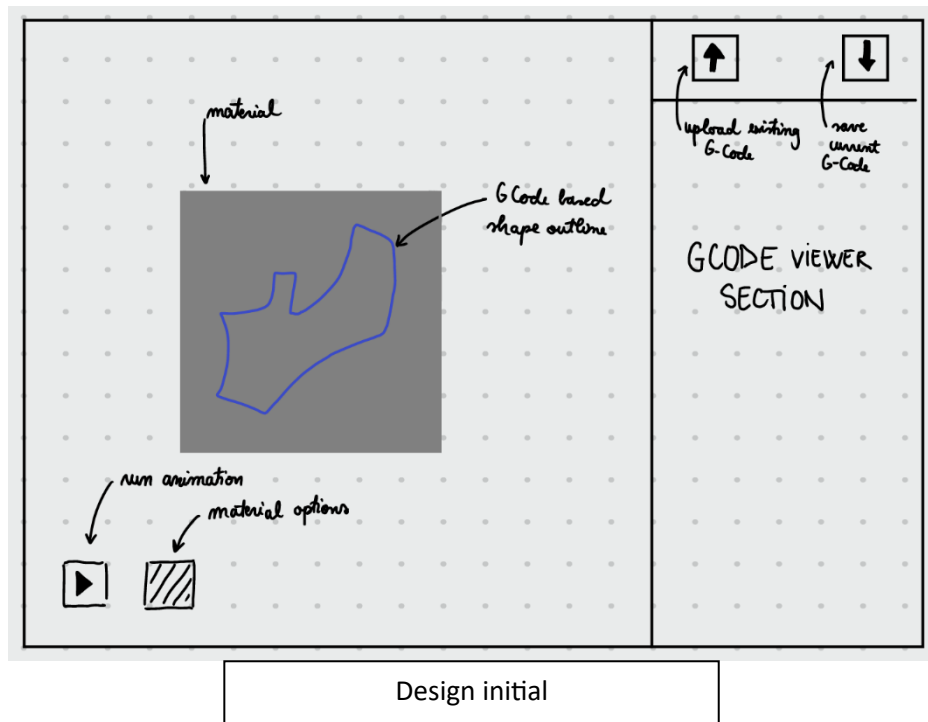 material
G Code based
shape outline
run animation
material options
upload existing
G-Code
save
current
G-Code
GCODE VIEWER
SECTION
Design initial